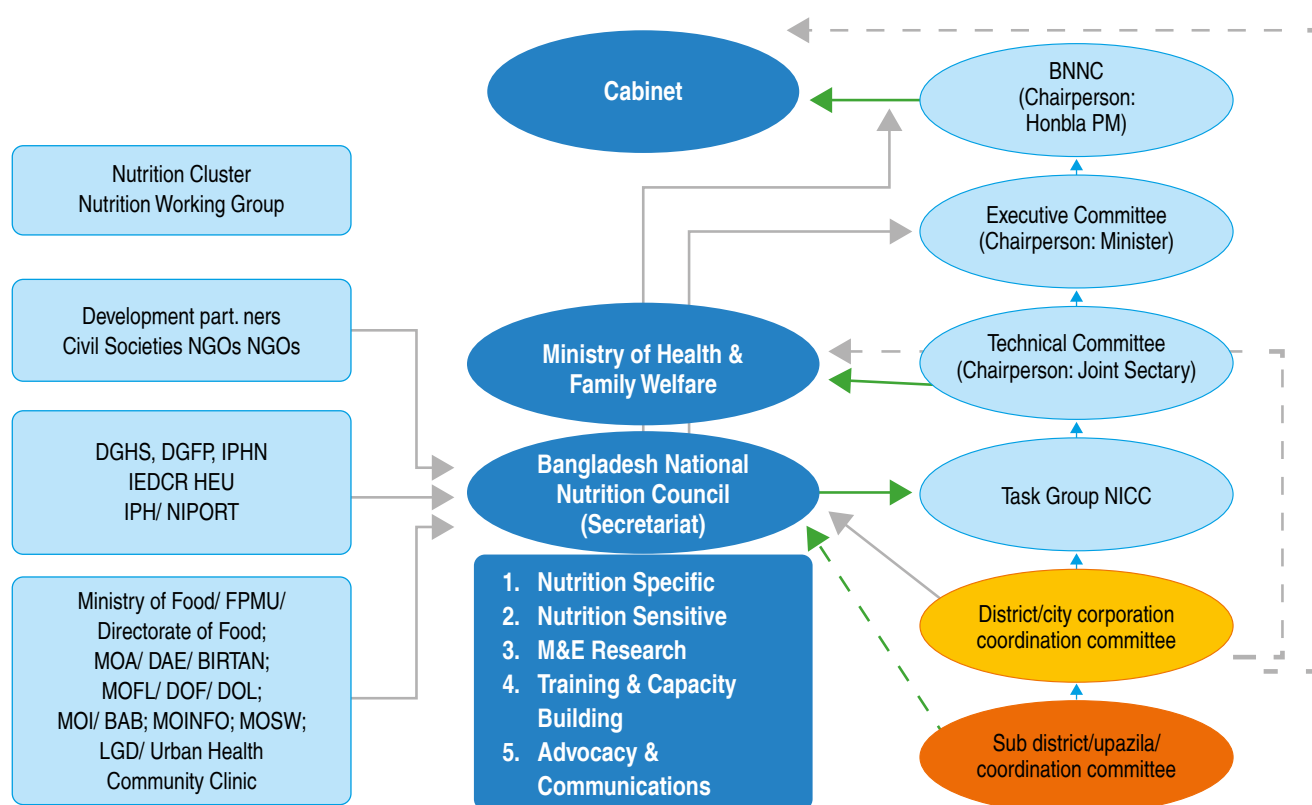 Cabinet
BNNC
(Chairperson:
Honbla PM)
Nutrition Cluster
Nutrition Working Group
Executive Committee
(Chairperson: Minister)
Development part. ners
Civil Societies NGOs NGOs
Ministry of Health &
Family Welfare
Technical Committee
(Chairperson: Joint Sectary)
DGHS, DGFP, IPHN
IEDCR HEU
IPH/ NIPORT
Bangladesh National
Nutrition Council
(Secretariat)
Task Group NICC
Ministry of Food/ FPMU/
Directorate of Food;
MOA/ DAE/ BIRTAN;
MOFL/ DOF/ DOL;
MOI/ BAB; MOINFO; MOSW;
LGD/ Urban Health
Community Clinic
1. Nutrition Specific
2. Nutrition Sensitive
3. M&E Research
4. Training & Capacity
Building
5. Advocacy &
Communications
District/city corporation
coordination committee
Sub district/upazila/
coordination committee